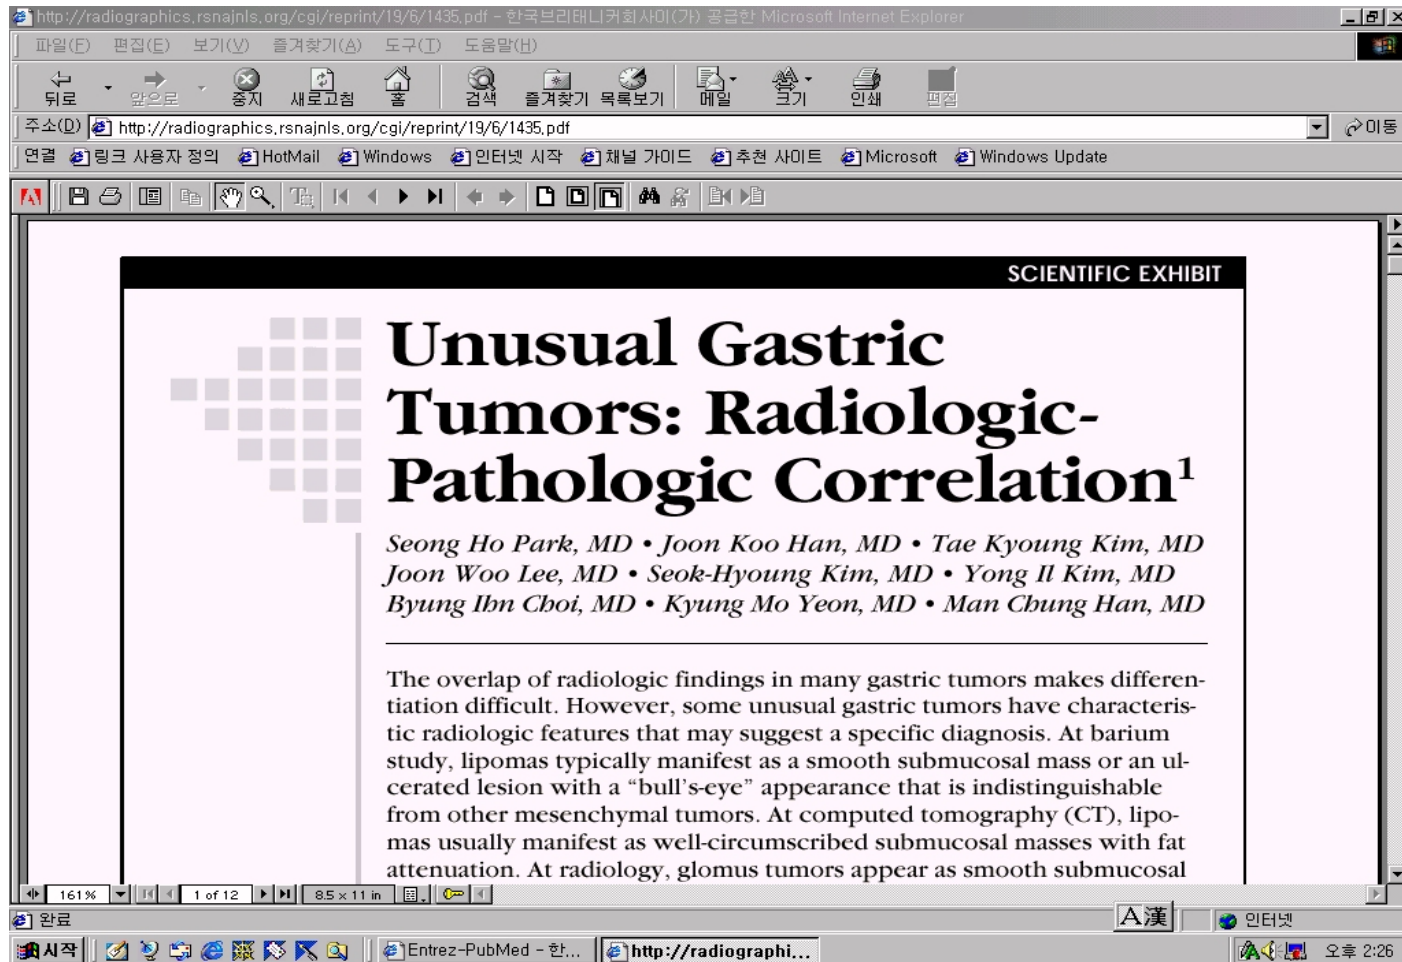 http://radiographics.rsnajnls.org/cgi/reprint/19/6/1435.pdf - 한국브리태니커회사이(가) 공급한 Microsoft Internet Explorer
파일(F) 편집(E) 보기(V) 즐겨찾기(A) 도구(T) 도움말(H)
뒤로 앞으로 중지 새로고침 홈 검색 즐겨찾기 목록보기 메일 크기 인쇄 편집
주소(D) http://radiographics.rsnajnls.org/cgi/reprint/19/6/1435.pdf 이동
연결 링크 사용자 정의 HotMail Windows 인터넷 시작 채널 가이드 추천 사이트 Microsoft Windows Update
SCIENTIFIC EXHIBIT
Unusual Gastric
Tumors: Radiologic-
Pathologic Correlation1
Seong Ho Park, MD • Joon Koo Han, MD • Tae Kyoung Kim, MD
Joon Woo Lee, MD • Seok-Hyoung Kim, MD • Yong Il Kim, MD
Byung Ihn Choi, MD • Kyung Mo Yeon, MD • Man Chung Han, MD
The overlap of radiologic findings in many gastric tumors makes differen-
tiation difficult. However, some unusual gastric tumors have characteris-
tic radiologic features that may suggest a specific diagnosis. At barium
study, lipomas typically manifest as a smooth submucosal mass or an ul-
cerated lesion with a “bull’s-eye” appearance that is indistinguishable
from other mesenchymal tumors. At computed tomography (CT), lipo-
mas usually manifest as well-circumscribed submucosal masses with fat
attenuation. At radiology, glomus tumors appear as smooth submucosal
161% 1 of 12 8.5 x 11 in
완료 A漢 인터넷
시작 Entrez-PubMed - 한... http://radiographi... 오후 2:26